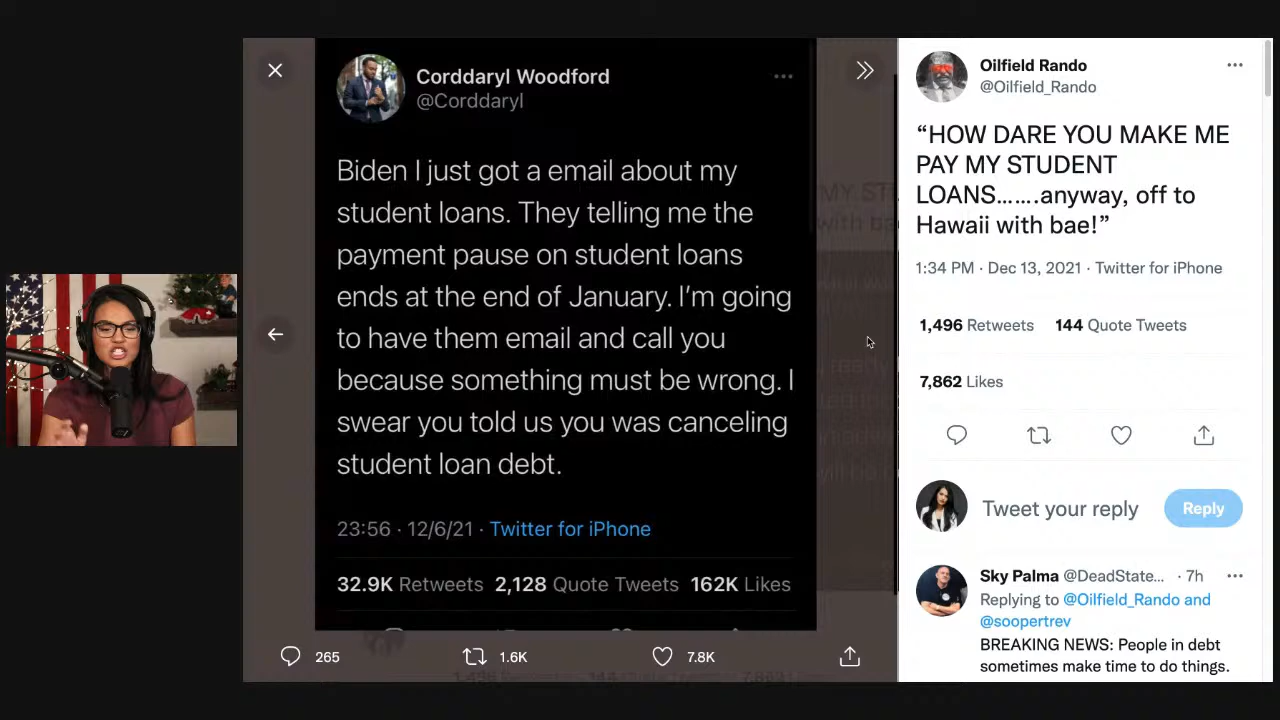 Corddaryl Woodford
@Corddaryl
Biden I just got a email about my
student loans. They telling me the
payment pause on student loans
ends at the end of January. I'm going
to have them email and call you
because something must be wrong. I
swear you told us you was canceling
student loan debt.
23:56 · 12/6/21 · Twitter for iPhone
32.9K Retweets 2,128 Quote Tweets 162K Likes
265 1.6K 7.8K
Oilfield Rando
@Oilfield_Rando
“HOW DARE YOU MAKE ME
PAY MY STUDENT
LOANS…….anyway, off to
Hawaii with bae!”
1:34 PM · Dec 13, 2021 · Twitter for iPhone
1,496 Retweets 144 Quote Tweets
7,862 Likes
Tweet your reply
Reply
Sky Palma @DeadState... · 7h
Replying to @Oilfield_Rando and
@soopertrev
BREAKING NEWS: People in debt
sometimes make time to do things.